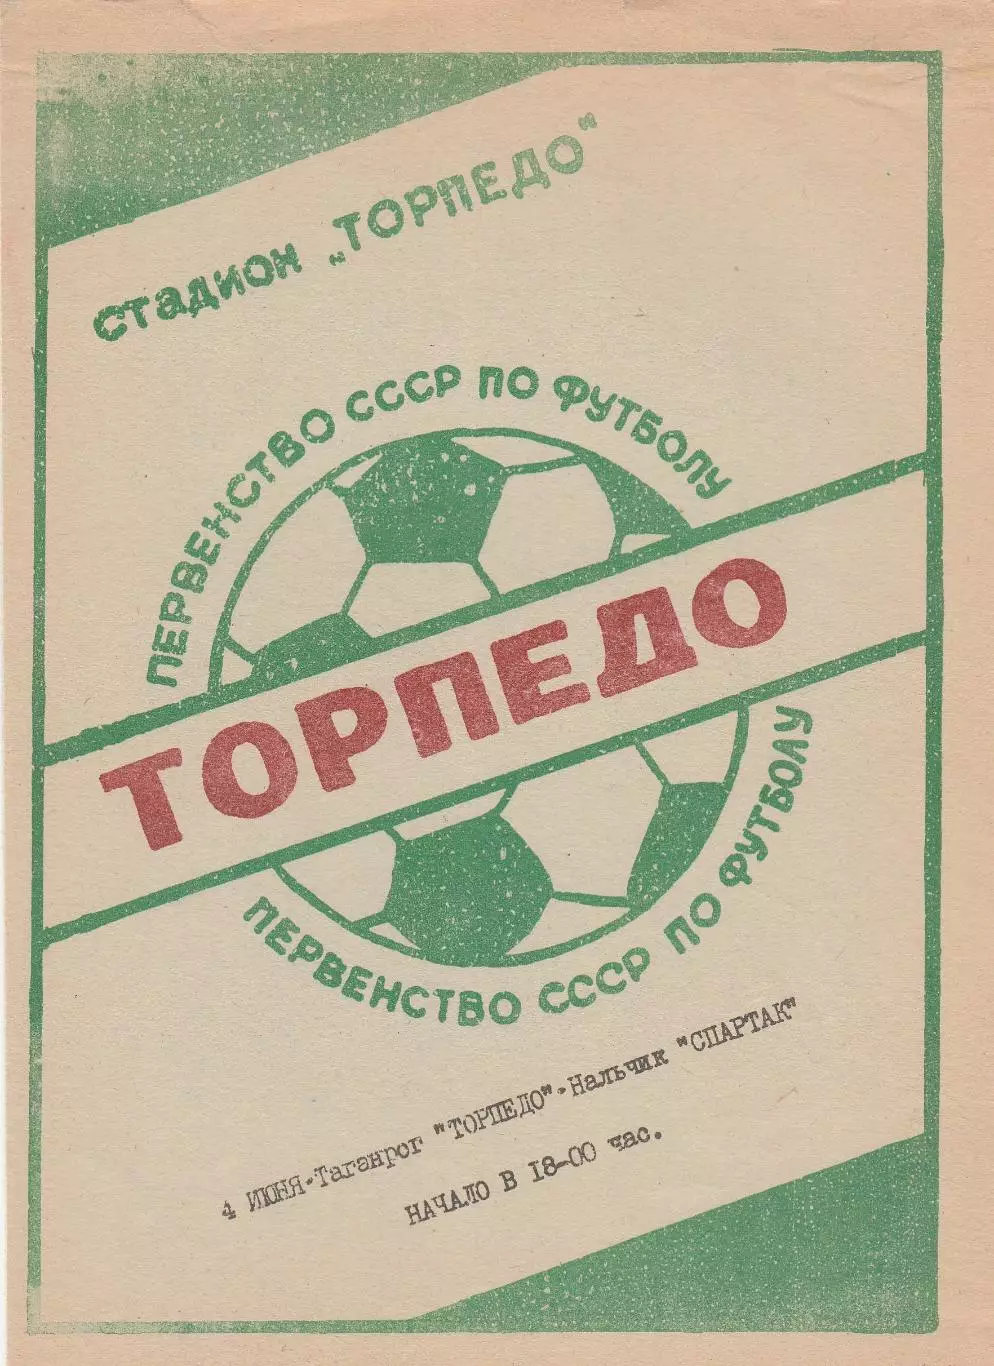 стадион „ТОРПЕДО“
ПЕРВЕНСТВО СССР ПО ФУТБОЛУ
ТОРПЕДО
ПЕРВЕНСТВО СССР ПО ФУТБОЛУ
4 ИЮНЯ-Таганрог "ТОРПЕДО"-Нальчик "СПАРТАК"
НАЧАЛО В 18-00 час.